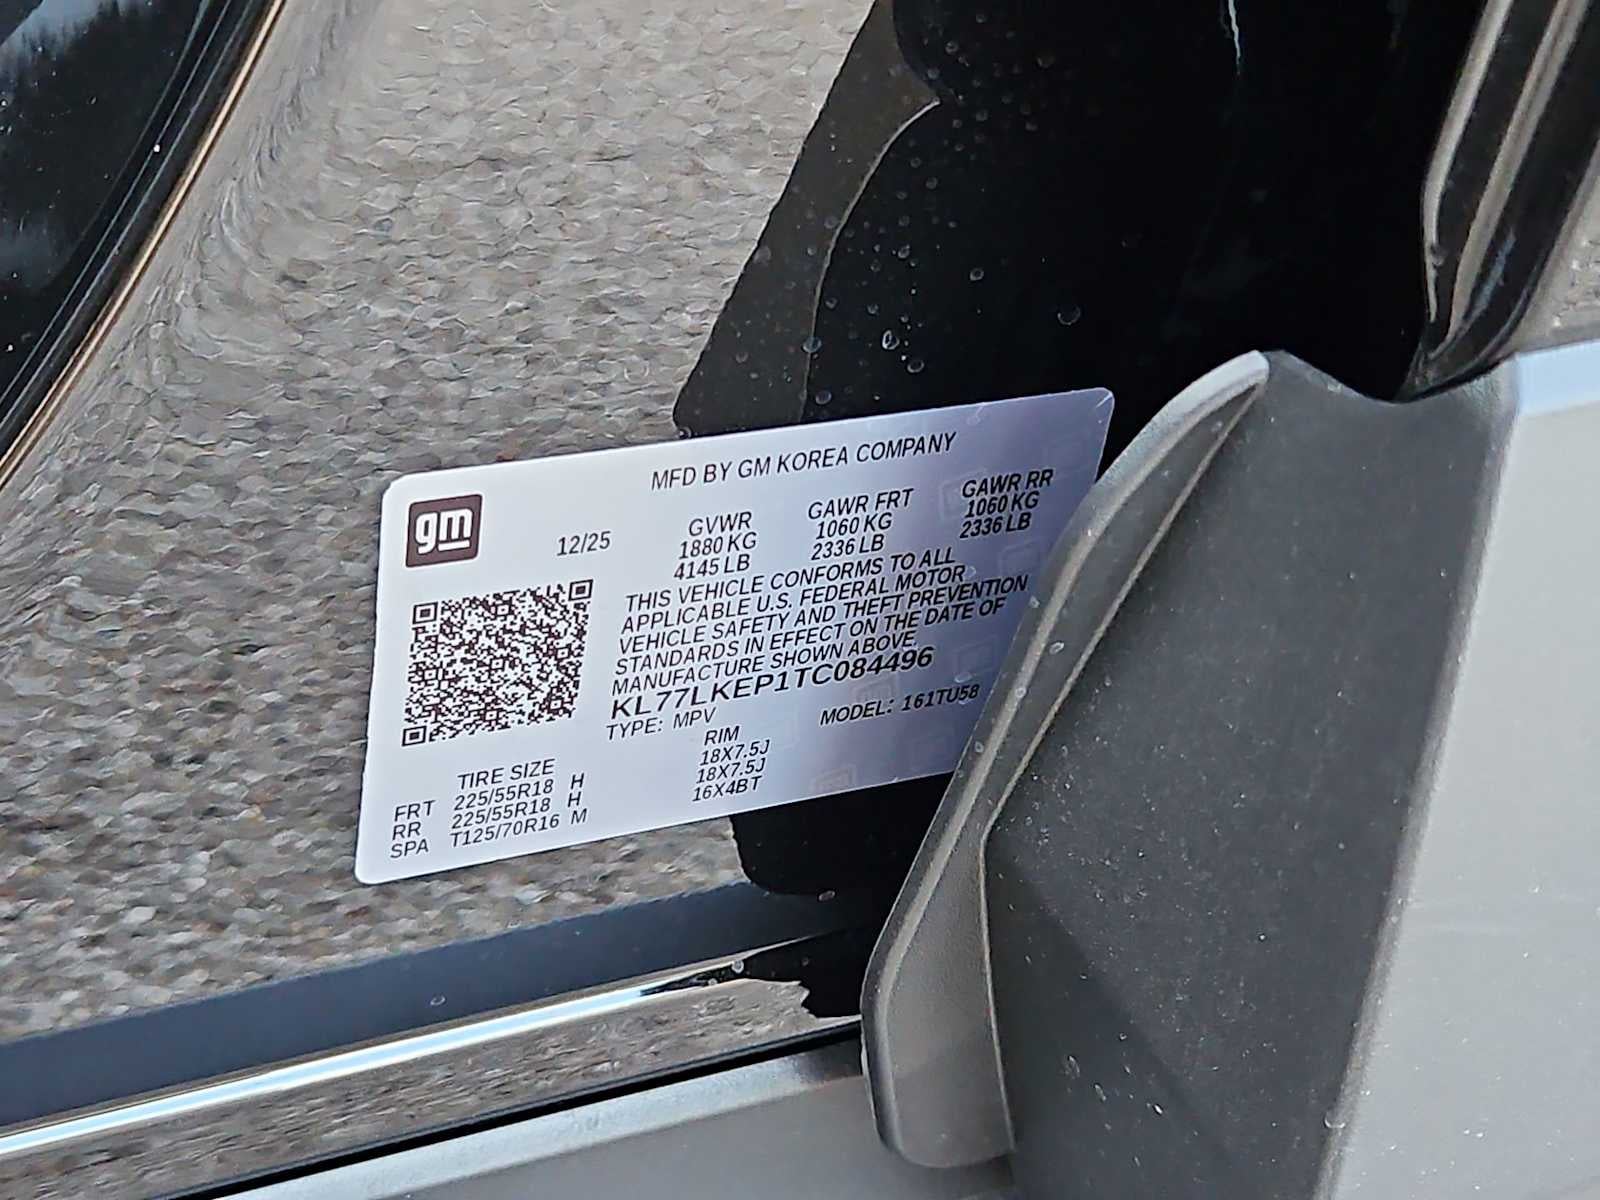 MFD BY GM KOREA COMPANY
gm
12/25
GVWR
1880 KG
4145 LB
GAWR FRT
1060 KG
2336 LB
GAWR RR
1060 KG
2336 LB
THIS VEHICLE CONFORMS TO ALL
APPLICABLE U.S. FEDERAL MOTOR
VEHICLE SAFETY AND THEFT PREVENTION
STANDARDS IN EFFECT ON THE DATE OF
MANUFACTURE SHOWN ABOVE.
KL77LKEP1TC084496
TYPE: MPV MODEL: 161TU58
TIRE SIZE RIM
FRT 225/55R18 H 18X7.5J
RR 225/55R18 H 18X7.5J
SPA T125/70R16 M 16X4BT